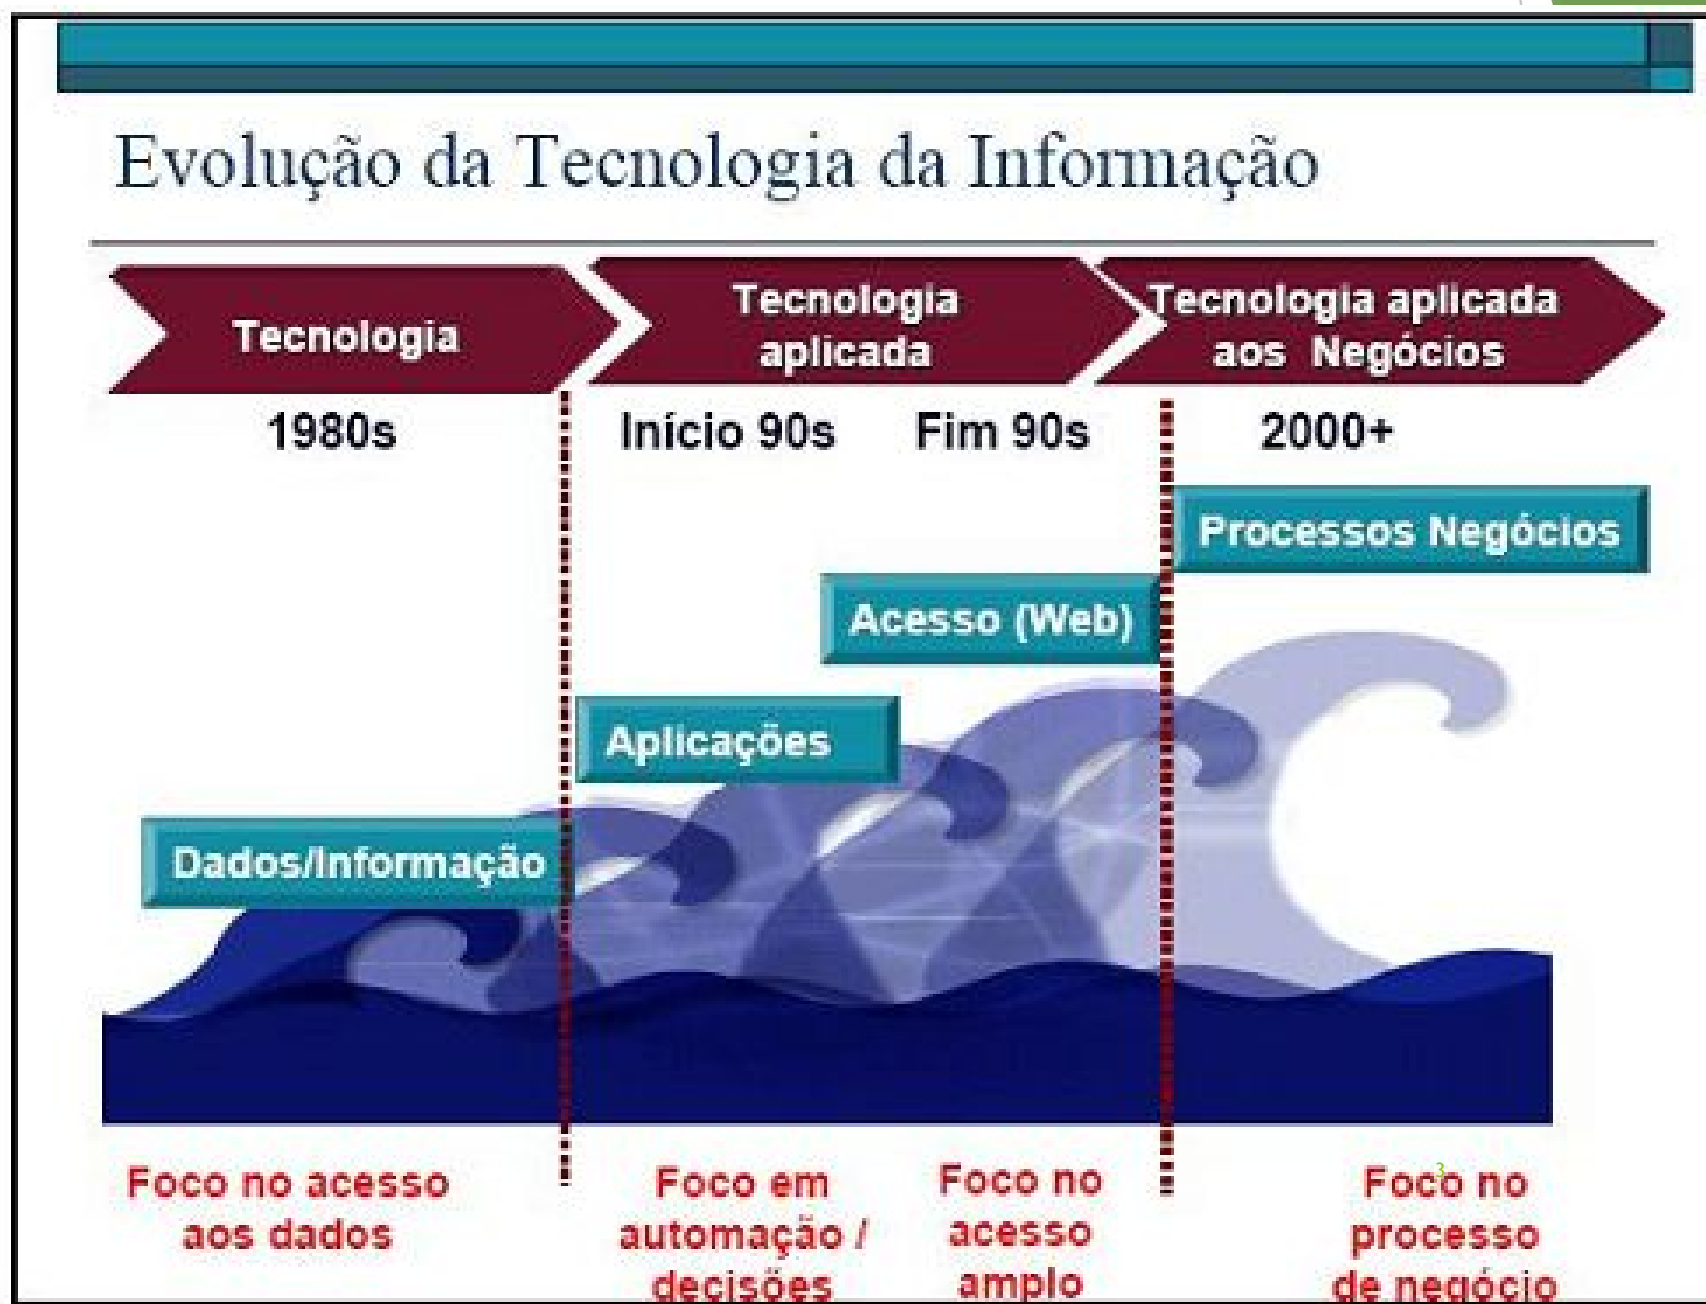 Evolução da Tecnologia da Informação
Tecnologia
Tecnologia
aplicada
Tecnologia aplicada
aos Negócios
1980s
Início 90s
Fim 90s
2000+
Processos Negócios
Acesso (Web)
Aplicações
Dados/Informação
Foco no acesso
aos dados
Foco em
automação /
decisões
Foco no
acesso
amplo
Foco no
processo
de negócio
3